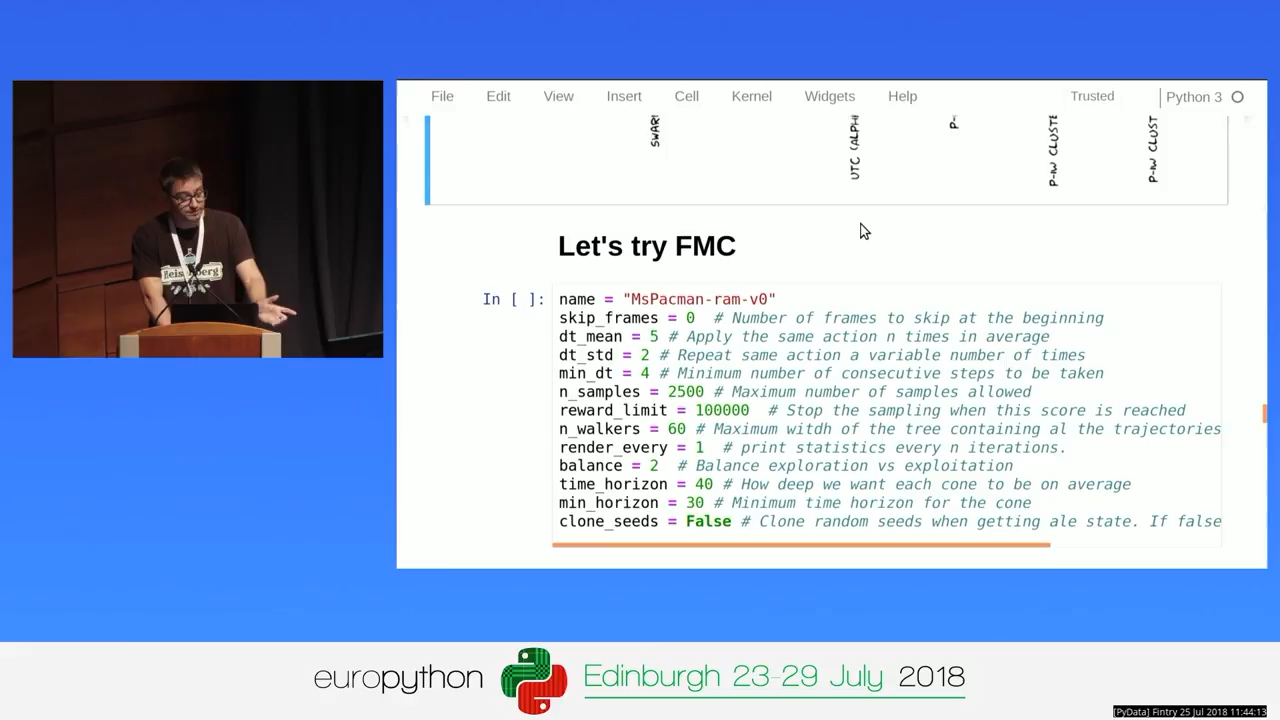 File Edit View Insert Cell Kernel Widgets Help Trusted Python 3
UTC (ALPH
P-
P-IW CLUSTE
P-IW CLUST
Let's try FMC
In [ ]:
name = "MsPacman-ram-v0"
skip_frames = 0 # Number of frames to skip at the beginning
dt_mean = 5 # Apply the same action n times in average
dt_std = 2 # Repeat same action a variable number of times
min_dt = 4 # Minimum number of consecutive steps to be taken
n_samples = 2500 # Maximum number of samples allowed
reward_limit = 100000 # Stop the sampling when this score is reached
n_walkers = 60 # Maximum witdh of the tree containing al the trajectories
render_every = 1 # print statistics every n iterations.
balance = 2 # Balance exploration vs exploitation
time_horizon = 40 # How deep we want each cone to be on average
min_horizon = 30 # Minimum time horizon for the cone
clone_seeds = False # Clone random seeds when getting ale state. If false
europython Edinburgh 23-29 July 2018
[PyData] Fintry 25 Jul 2018 11:44:13